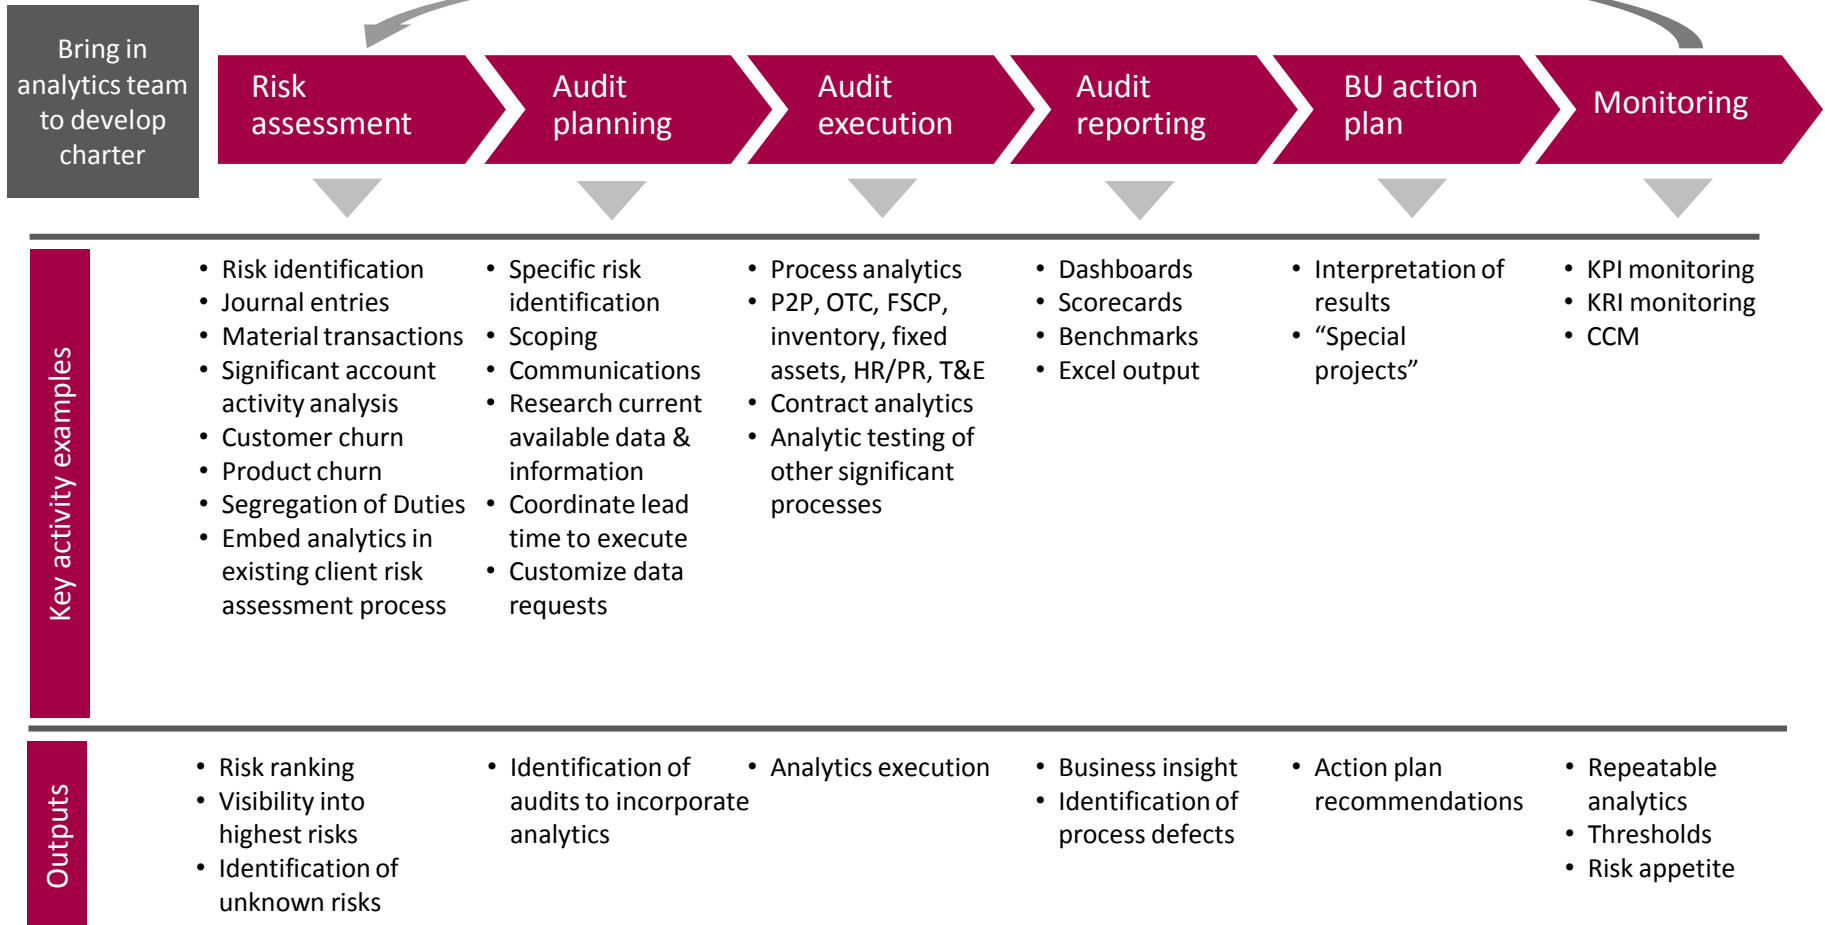 Bring in
analytics team
to develop
charter
Risk
assessment
Audit
planning
Audit
execution
Audit
reporting
BU action
plan
Monitoring
Key activity examples
• Risk identification
• Journal entries
• Material transactions
• Significant account
activity analysis
• Customer churn
• Product churn
• Segregation of Duties
• Embed analytics in
existing client risk
assessment process
• Specific risk
identification
• Scoping
• Communications
• Research current
available data &
information
• Coordinate lead
time to execute
• Customize data
requests
• Process analytics
• P2P, OTC, FSCP,
inventory, fixed
assets, HR/PR, T&E
• Contract analytics
• Analytic testing of
other significant
processes
• Dashboards
• Scorecards
• Benchmarks
• Excel output
• Interpretation of
results
• “Special
projects”
• KPI monitoring
• KRI monitoring
• CCM
Outputs
• Risk ranking
• Visibility into
highest risks
• Identification of
unknown risks
• Identification of
audits to incorporate
analytics
• Analytics execution
• Business insight
• Identification of
process defects
• Action plan
recommendations
• Repeatable
analytics
• Thresholds
• Risk appetite